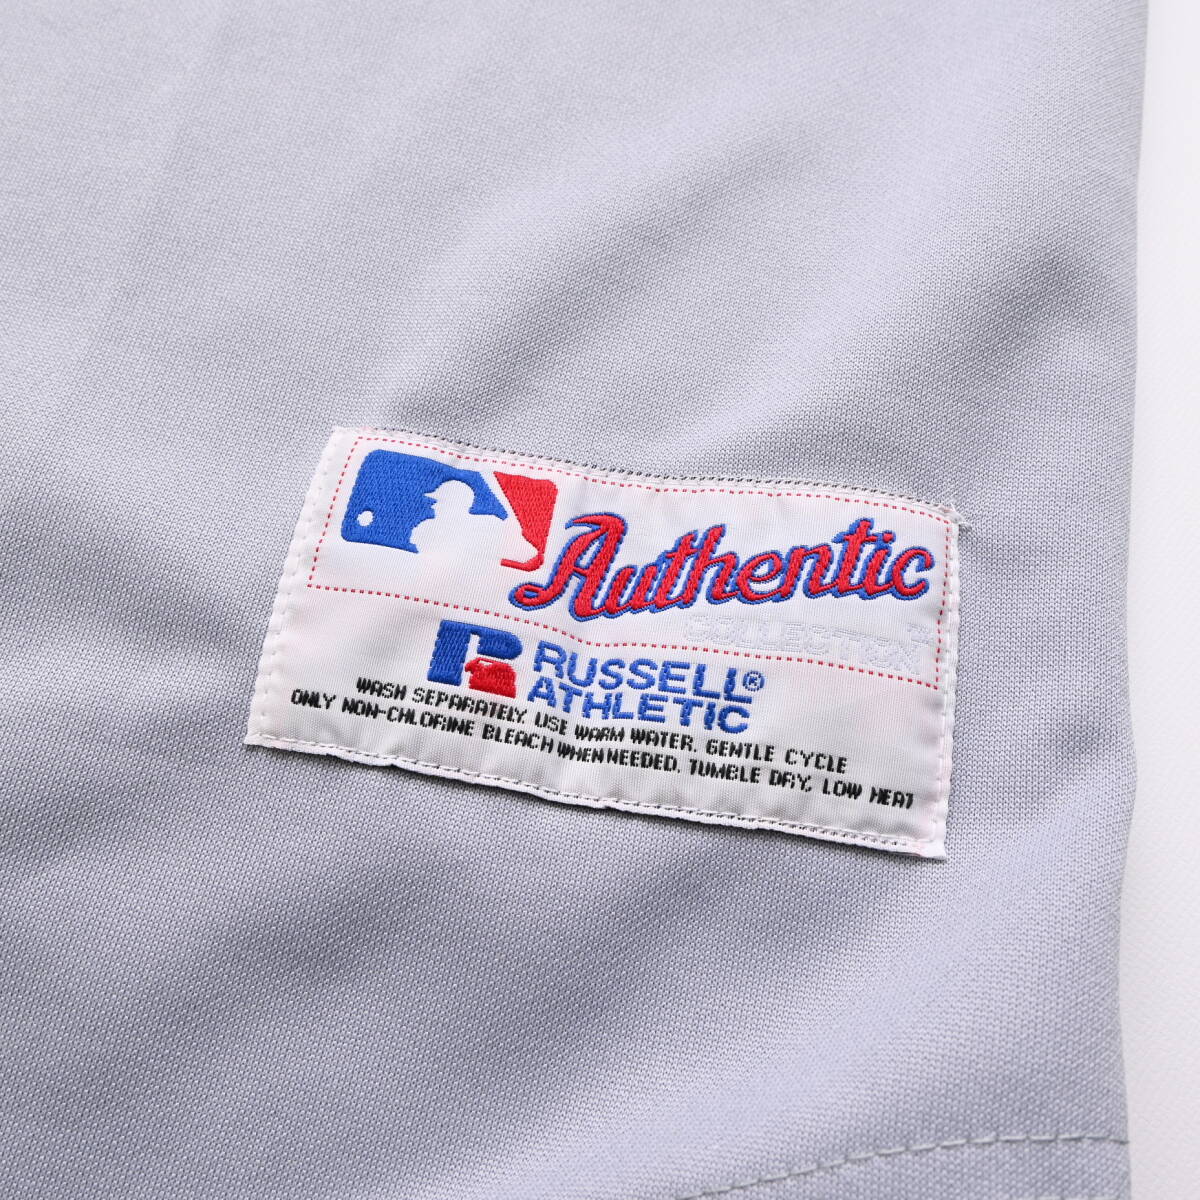 Authentic
COLLECTION™
RUSSELL®
ATHLETIC
WASH SEPARATELY. USE WARM WATER. GENTLE CYCLE
ONLY NON-CHLORINE BLEACH WHEN NEEDED. TUMBLE DRY, LOW HEAT